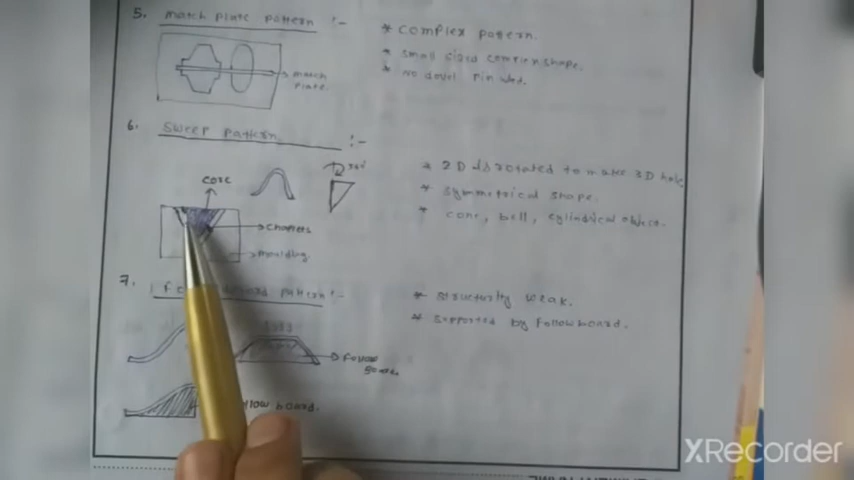 5. Match plate pattern :-
* complex pattern.
* small sized complex shape.
* no dowel pin used.
match
plate.
6. Sweep pattern :-
core
360°
* 2D is rotated to make 3D hole
* symmetrical shape.
* cone, bell, cylindrical object.
chaplets
moulding
7. board pattern :-
* structurly weak.
* supported by follow board.
follow
board.
llow board.
XRecorder